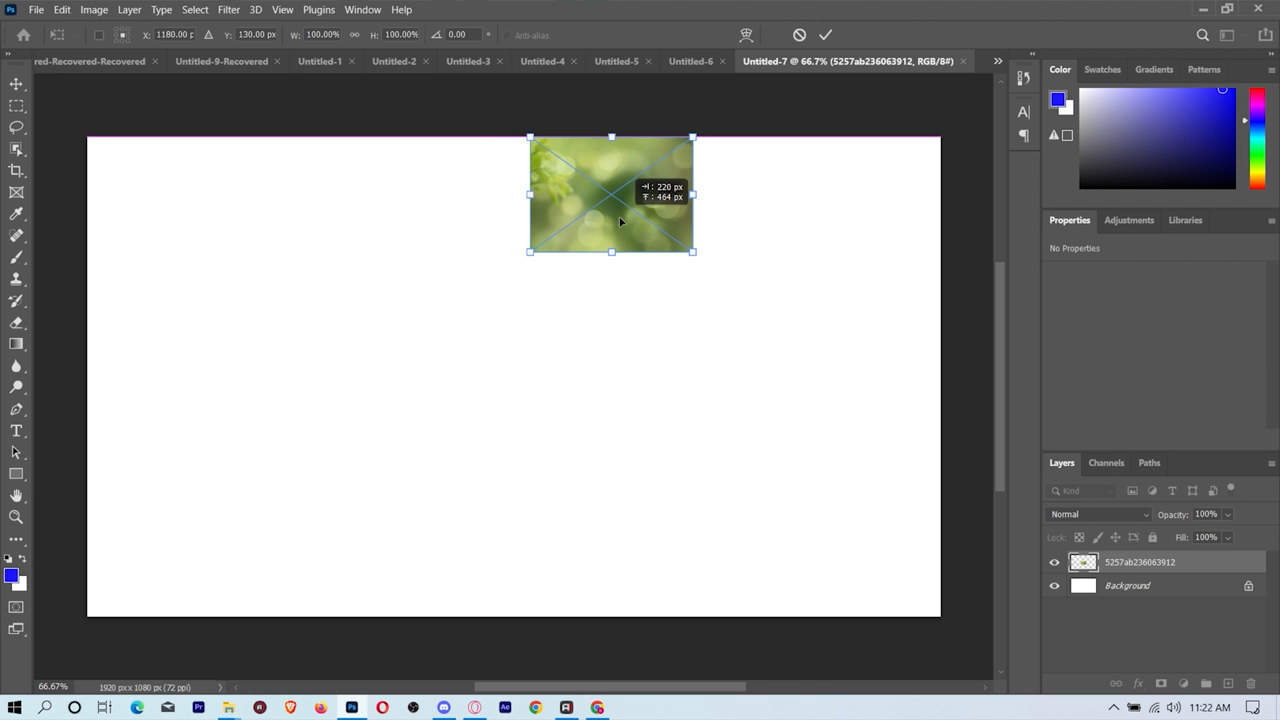 Ps File Edit Image Layer Type Select Filter 3D View Plugins Window Help
X: 1180.00 p Y: 130.00 px W: 100.00% H: 100.00% 0.00 ° Anti-alias
red-Recovered-Recovered × Untitled-9-Recovered × Untitled-1 × Untitled-2 × Untitled-3 × Untitled-4 × Untitled-5 × Untitled-6 × Untitled-7 @ 66.7% (5257ab236063912, RGB/8#) ×
Color Swatches Gradients Patterns
: 220 px
: 464 px
Properties Adjustments Libraries
No Properties
Layers Channels Paths
Kind
Normal Opacity: 100%
Lock: Fill: 100%
5257ab236063912
Background
66.67% 1920 px x 1080 px (72 ppi)
11:22 AM